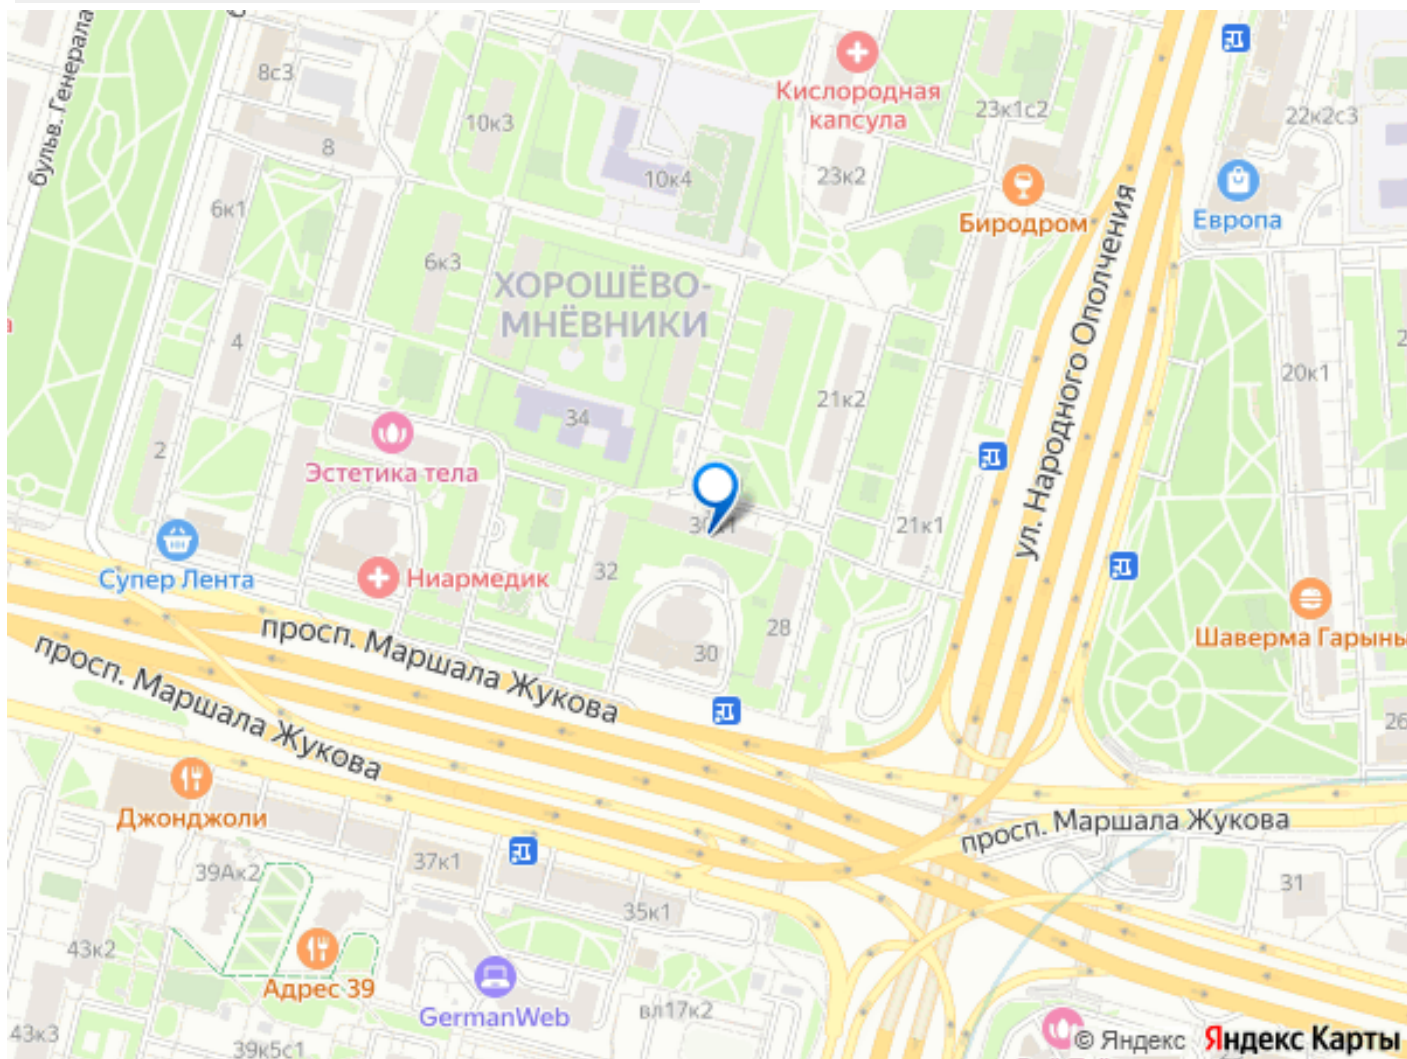 бульв. Генерала
8с3
8
10к3
Кислородная
капсула
23к1с2
22к2с3
10к4
23к2
6к1
Биродром
Европа
6к3
ХОРОШЁВО-
МНЁВНИКИ
ул. Народного Ополчения
4
20к1
21к2
34
2
Эстетика тела
21к1
Супер Лента
Ниармедик
32
28
30
Шаверма Гарынь
просп. Маршала Жукова
просп. Маршала Жукова
26
Джонджоли
просп. Маршала Жукова
37к1
39Ак2
31
35к1
43к2
Адрес 39
GermanWeb
вл17к2
43к3
39к5с1
© Яндекс Яндекс Карты